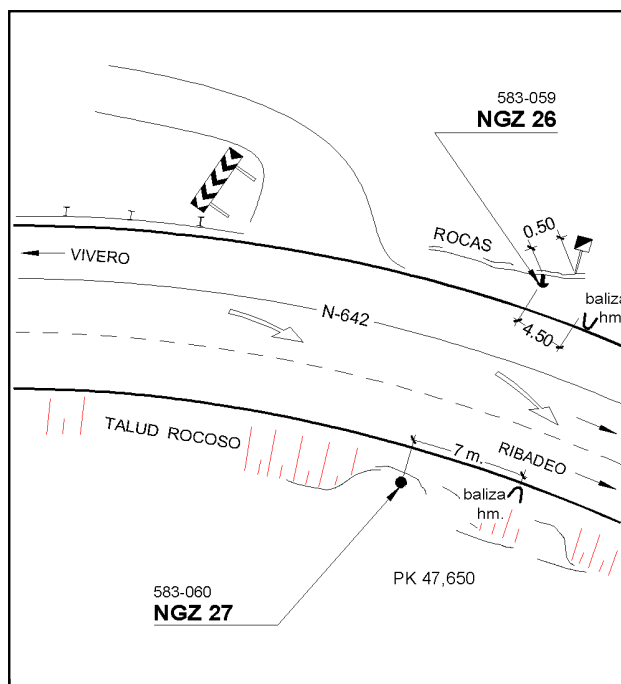 583-059
NGZ 26
0.50
ROCAS
VIVERO
baliza
hm.
N-642
4.50
TALUD ROCOSO
7 m.
RIBADEO
baliza
hm.
PK 47,650
583-060
NGZ 27